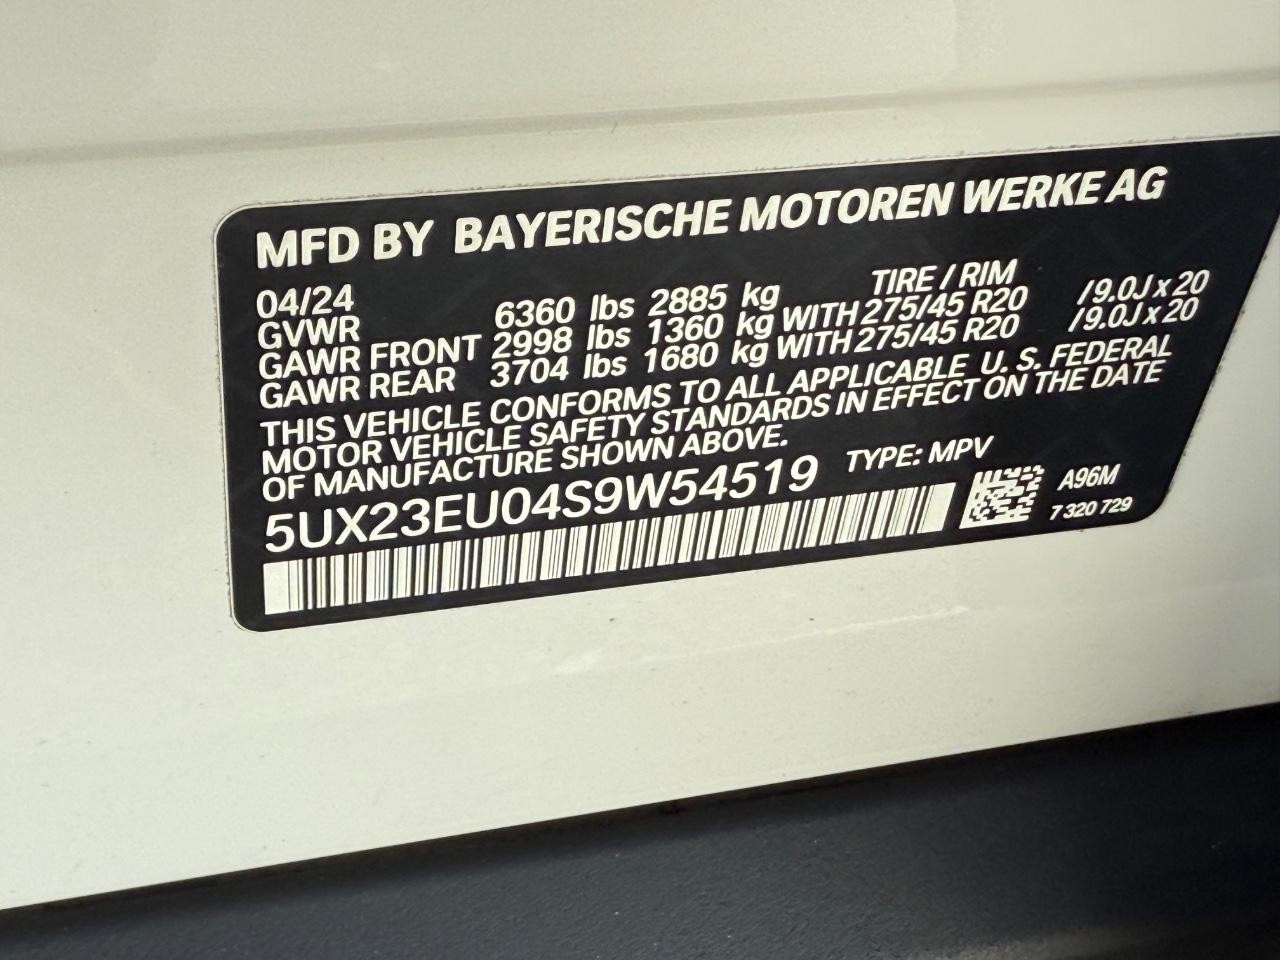 MFD BY BAYERISCHE MOTOREN WERKE AG
04/24 TIRE / RIM
GVWR 6360 lbs 2885 kg
GAWR FRONT 2998 lbs 1360 kg WITH 275/45 R20 /9.0J x 20
GAWR REAR 3704 lbs 1680 kg WITH 275/45 R20 /9.0J x 20
THIS VEHICLE CONFORMS TO ALL APPLICABLE U. S. FEDERAL
MOTOR VEHICLE SAFETY STANDARDS IN EFFECT ON THE DATE
OF MANUFACTURE SHOWN ABOVE.
5UX23EU04S9W54519 TYPE: MPV
A96M
7 320 729